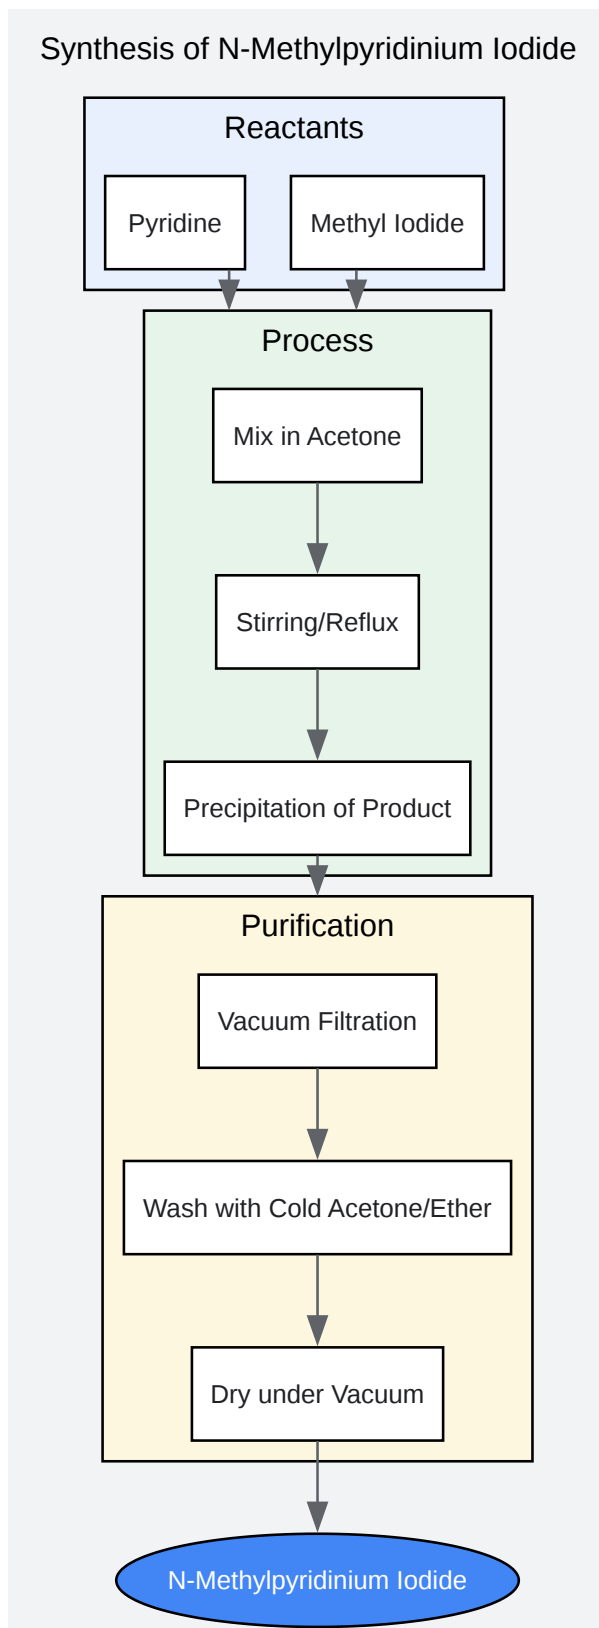 Synthesis of N-Methylpyridinium Iodide
Reactants
Pyridine
Methyl Iodide
Process
Mix in Acetone
Stirring/Reflux
Precipitation of Product
Purification
Vacuum Filtration
Wash with Cold Acetone/Ether
Dry under Vacuum
N-Methylpyridinium Iodide